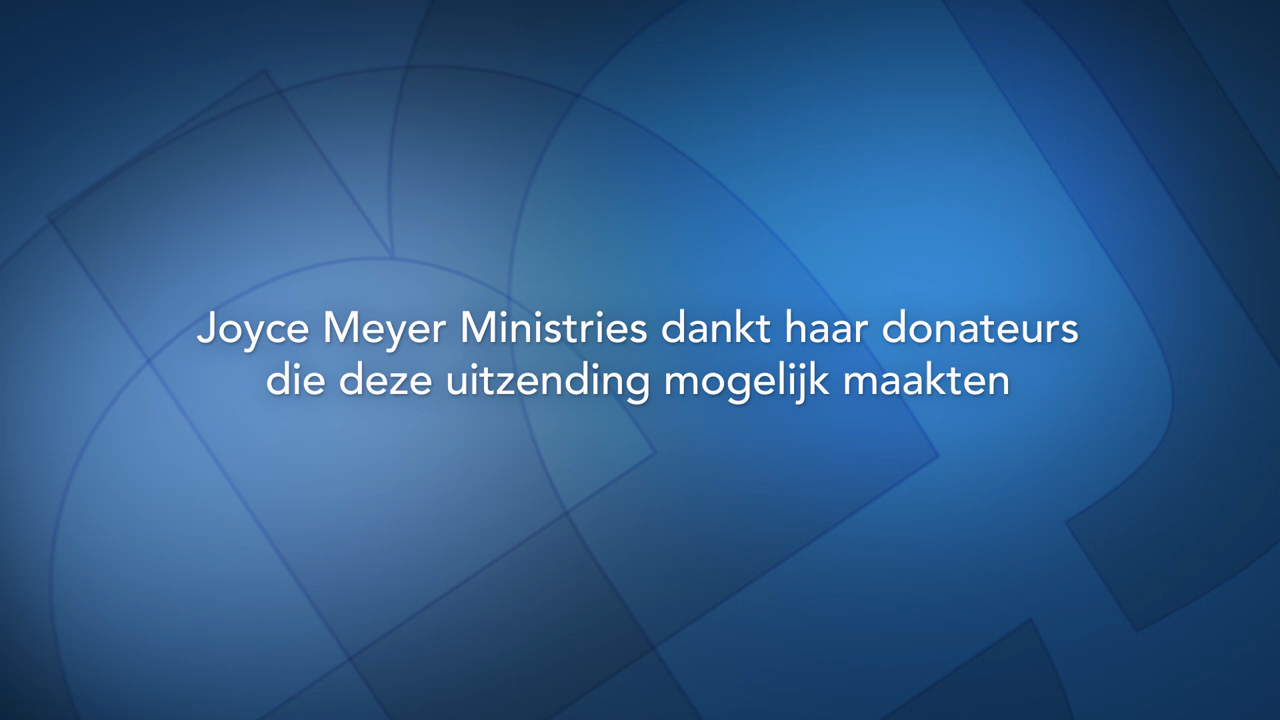 Joyce Meyer Ministries dankt haar donateurs
die deze uitzending mogelijk maakten